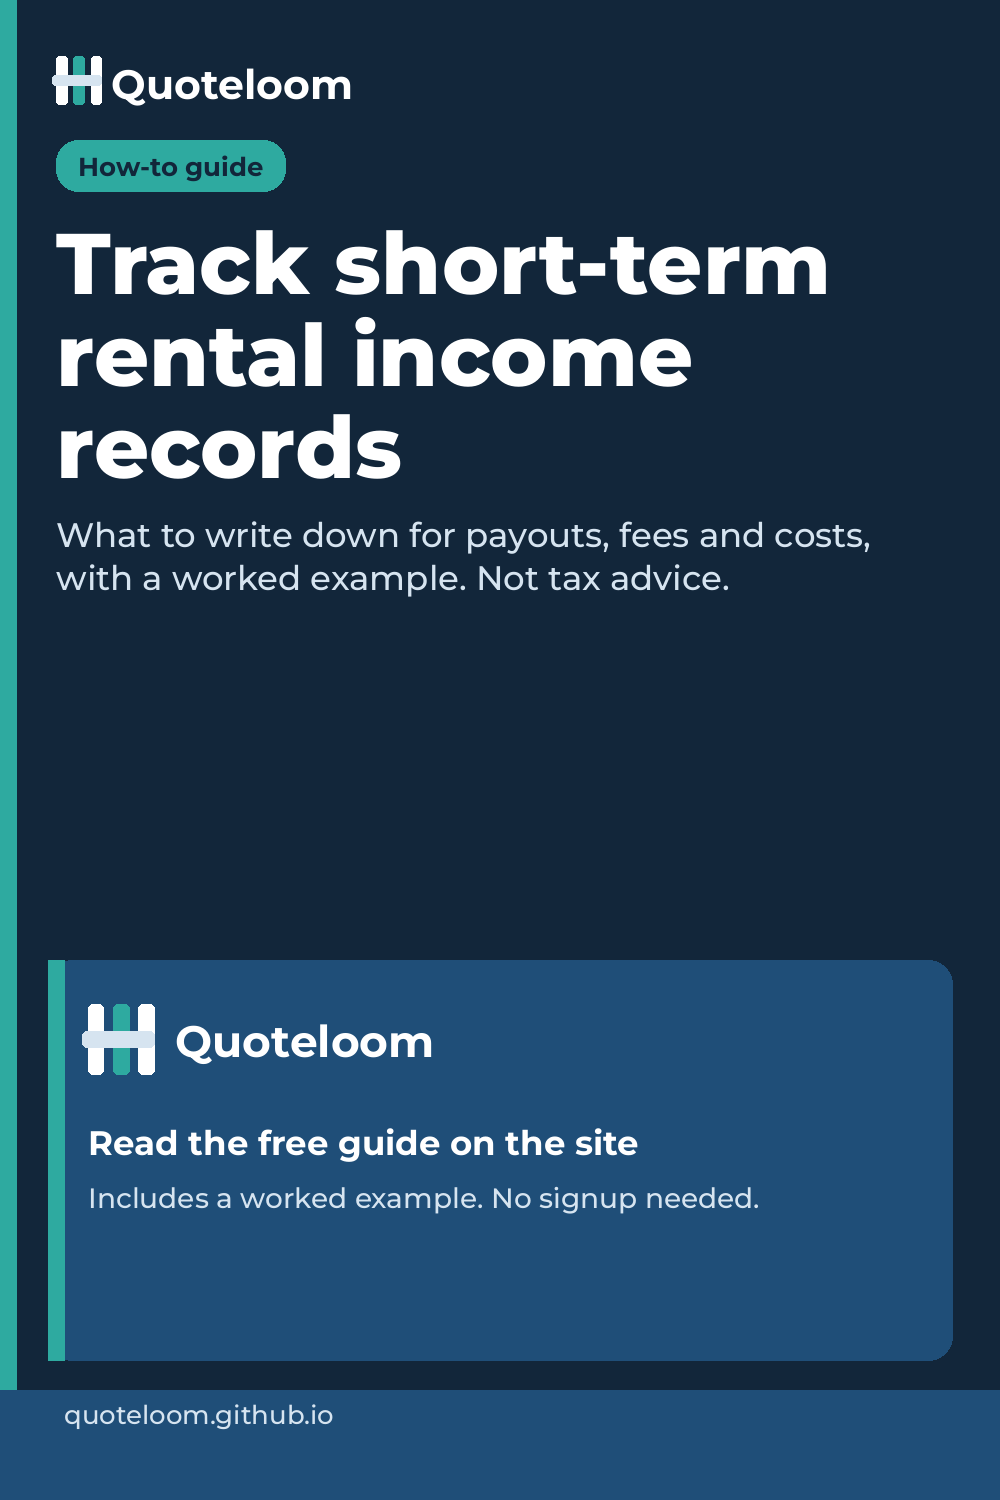 Quoteloom
How-to guide
Track short-term
rental income
records
What to write down for payouts, fees and costs,
with a worked example. Not tax advice.
Quoteloom
Read the free guide on the site
Includes a worked example. No signup needed.
quoteloom.github.io